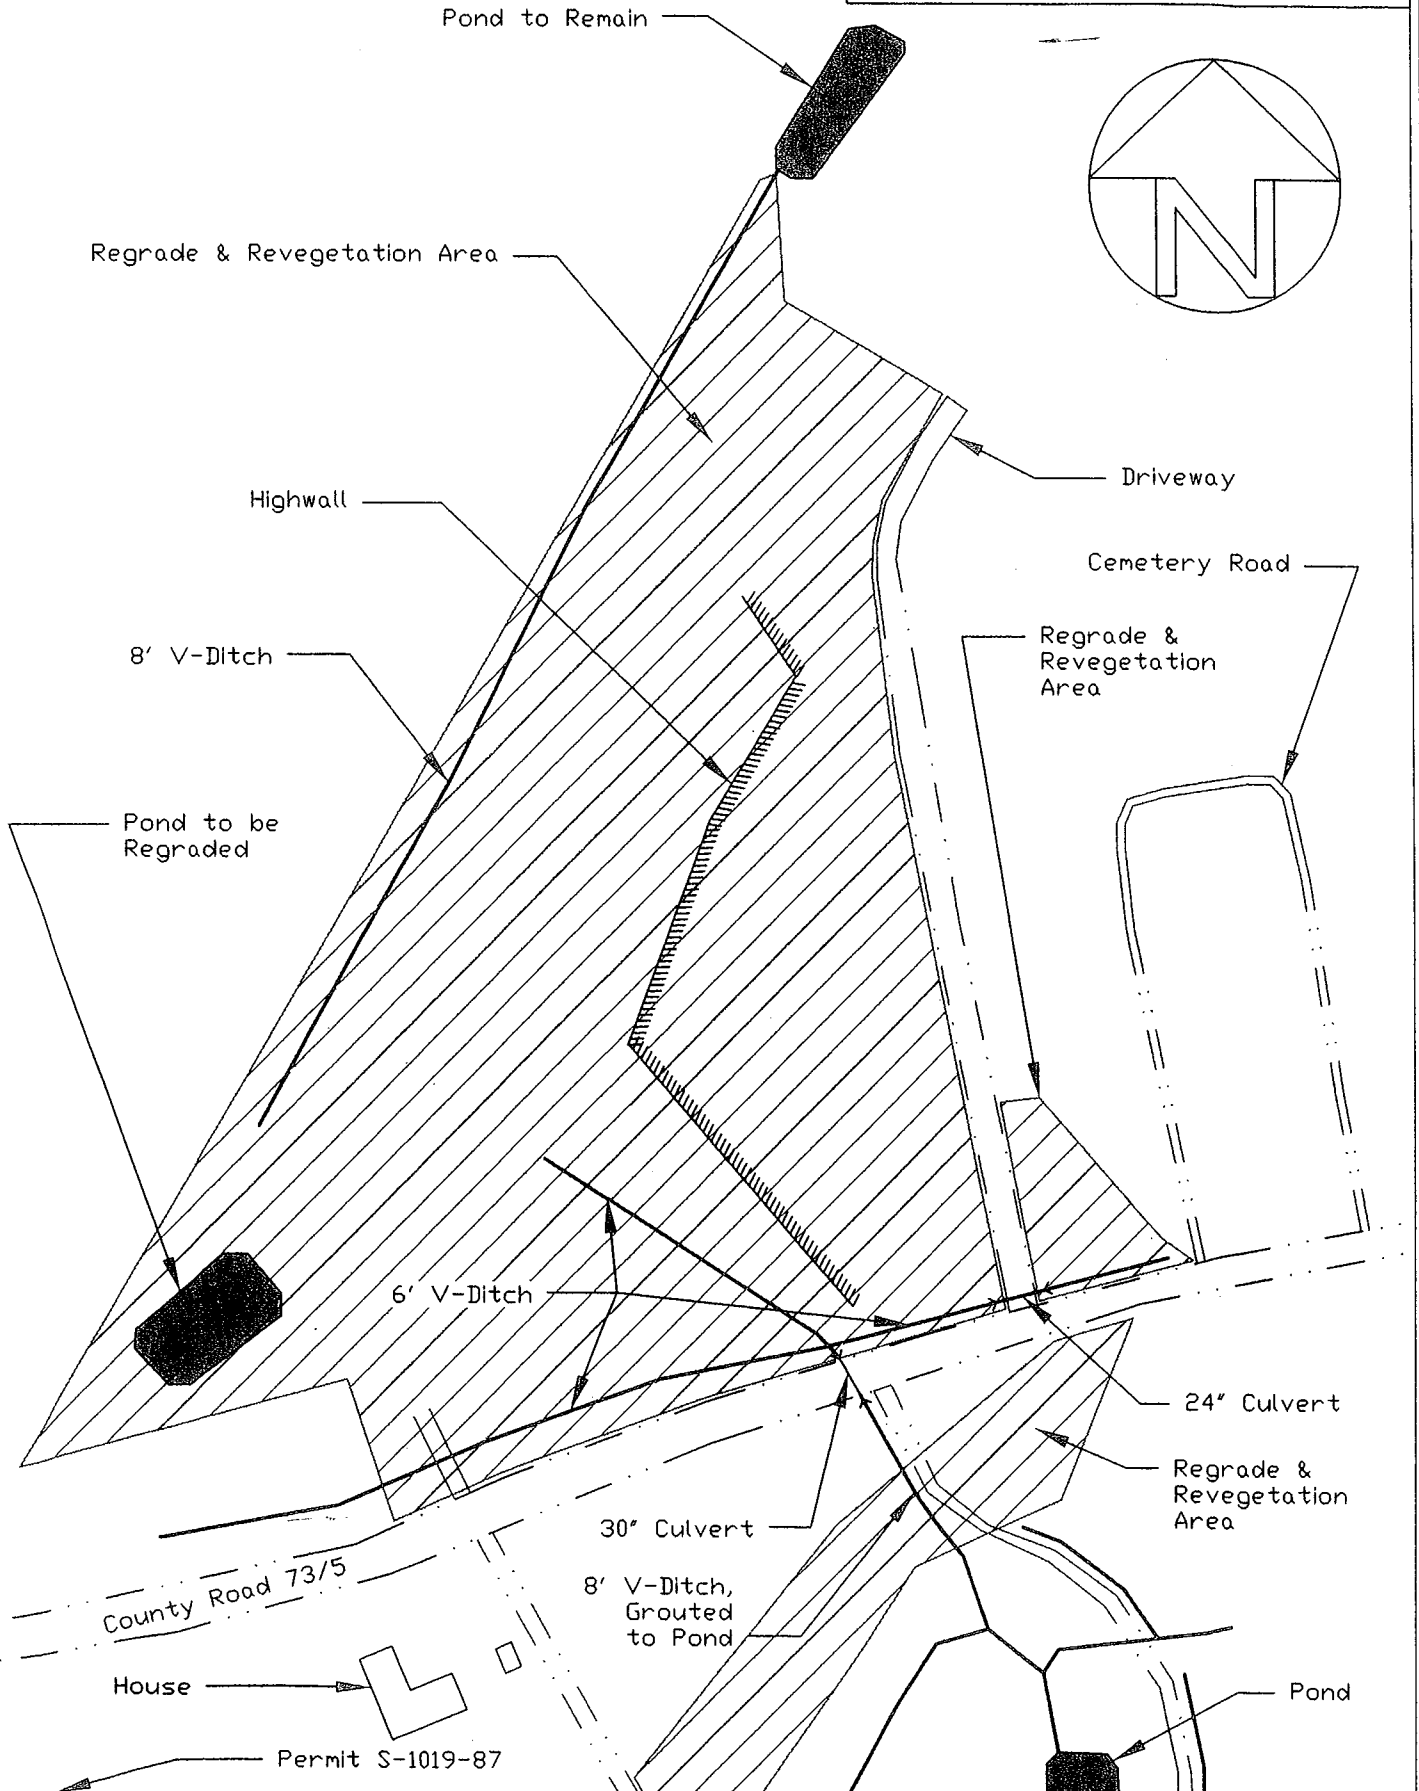 Pond to Remain
N
Regrade & Revegetation Area
Driveway
Highwall
Cemetery Road
Regrade &
Revegetation
Area
8' V-Ditch
Pond to be
Regraded
6' V-Ditch
24" Culvert
Regrade &
Revegetation
Area
30" Culvert
8' V-Ditch,
Grouted
to Pond
County Road 73/5
House
Pond
Permit S-1019-87